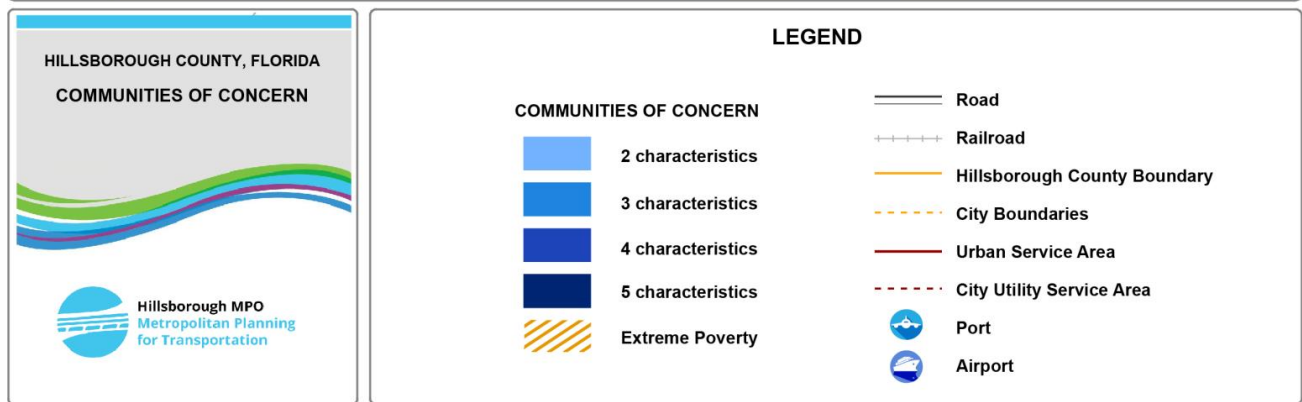 HILLSBOROUGH COUNTY, FLORIDA
COMMUNITIES OF CONCERN
Hillsborough MPO
Metropolitan Planning
for Transportation
LEGEND
COMMUNITIES OF CONCERN
2 characteristics
3 characteristics
4 characteristics
5 characteristics
Extreme Poverty
Road
Railroad
Hillsborough County Boundary
City Boundaries
Urban Service Area
City Utility Service Area
Port
Airport